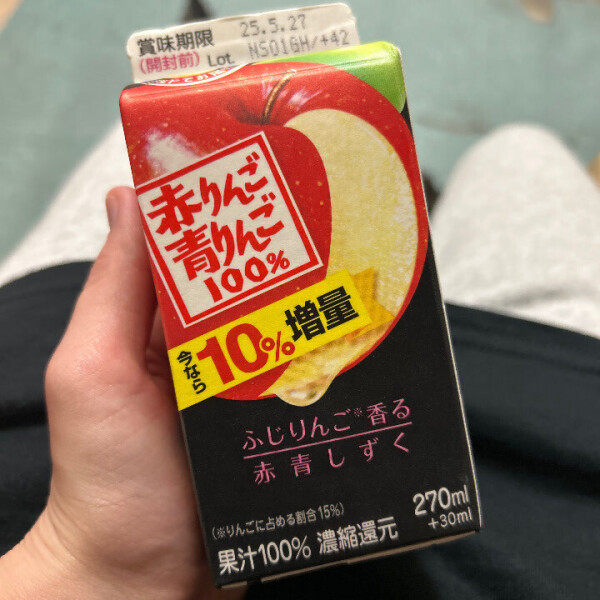 賞味期限
(開封前) Lot.
25.5.27
NS01GH/+42
赤りんご
青りんご
100%
今なら10%増量
ふじりんご※香る
赤青しずく
(※りんごに占める割合15%)
果汁100% 濃縮還元
270ml
+30ml